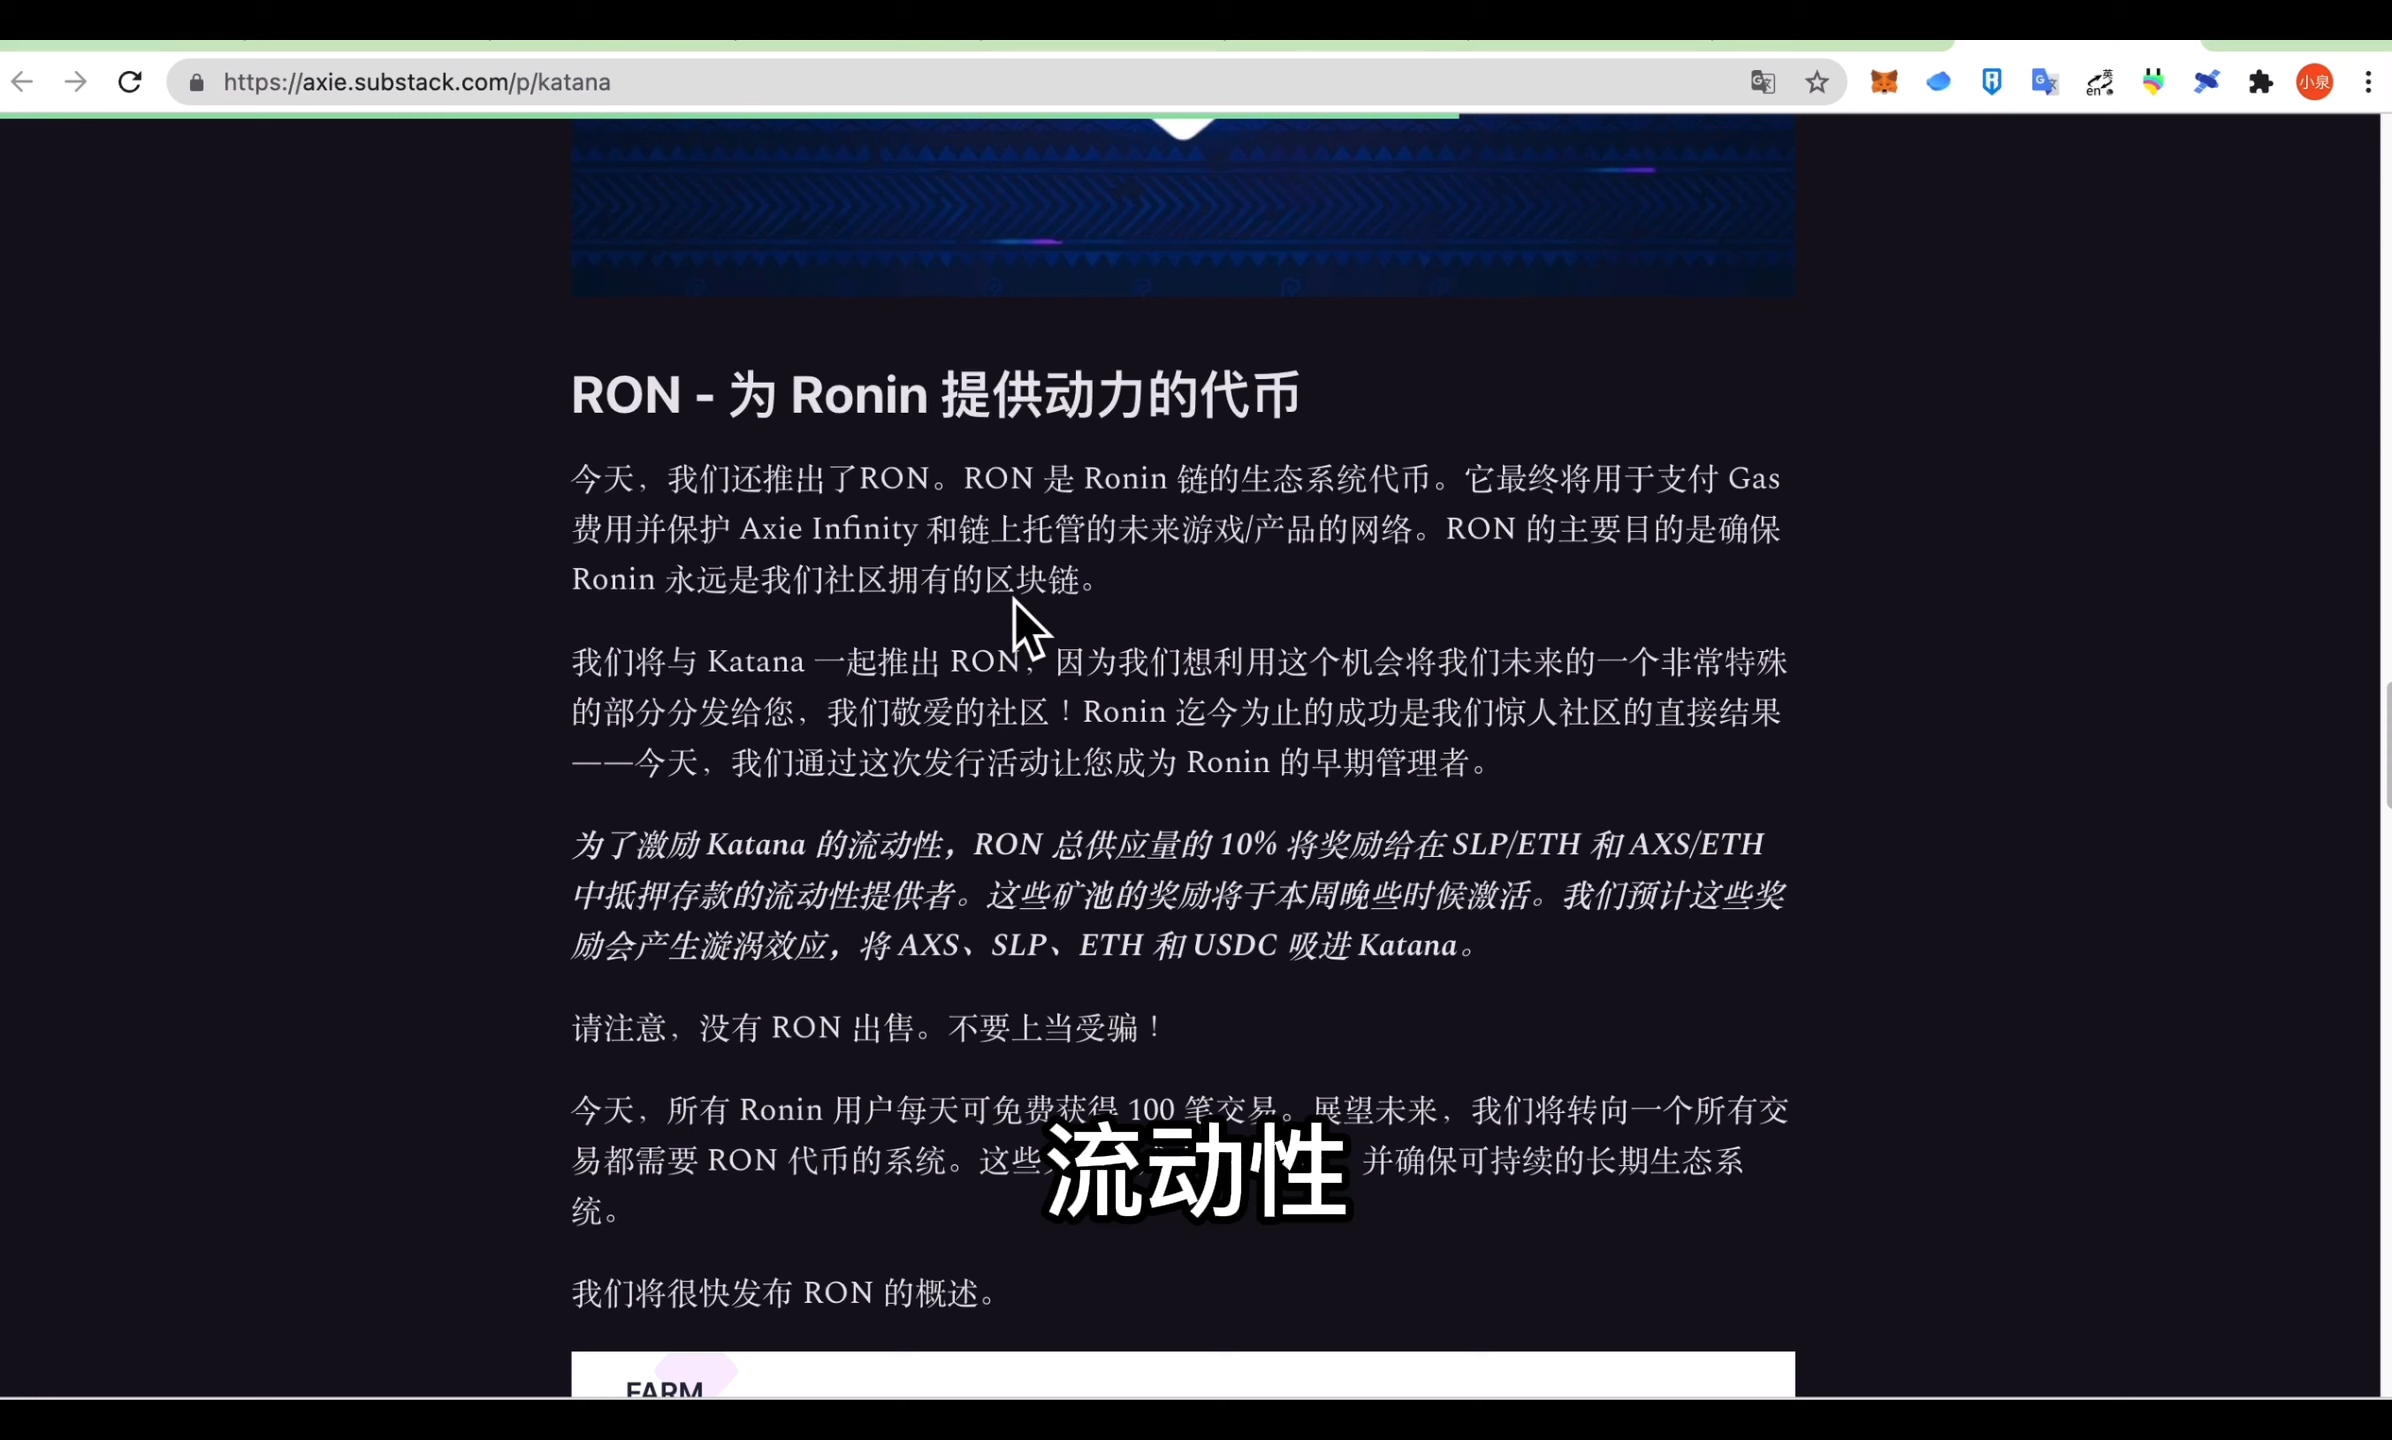 https://axie.substack.com/p/katana
英
en
小泉
RON - 为 Ronin 提供动力的代币
今天，我们还推出了RON。RON 是 Ronin 链的生态系统代币。它最终将用于支付 Gas
费用并保护 Axie Infinity 和链上托管的未来游戏/产品的网络。RON 的主要目的是确保
Ronin 永远是我们社区拥有的区块链。
我们将与 Katana 一起推出 RON，因为我们想利用这个机会将我们未来的一个非常特殊
的部分分发给您，我们敬爱的社区！Ronin 迄今为止的成功是我们惊人社区的直接结果
——今天，我们通过这次发行活动让您成为 Ronin 的早期管理者。
为了激励 Katana 的流动性，RON 总供应量的 10% 将奖励给在 SLP/ETH 和 AXS/ETH
中抵押存款的流动性提供者。这些矿池的奖励将于本周晚些时候激活。我们预计这些奖
励会产生漩涡效应，将 AXS、SLP、ETH 和 USDC 吸进 Katana。
请注意，没有 RON 出售。不要上当受骗！
今天，所有 Ronin 用户每天可免费获得 100 笔交易。展望未来，我们将转向一个所有交
易都需要 RON 代币的系统。这些 并确保可持续的长期生态系
统。
流动性
我们将很快发布 RON 的概述。
FARM